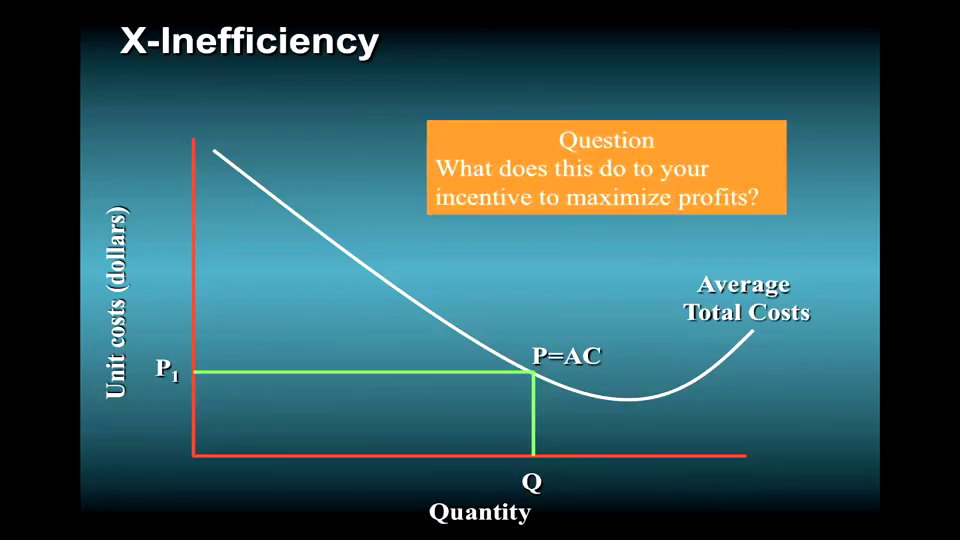 X-Inefficiency
Question
What does this do to your
incentive to maximize profits?
Unit costs (dollars)
Average
Total Costs
P=AC
P₁
Q
Quantity